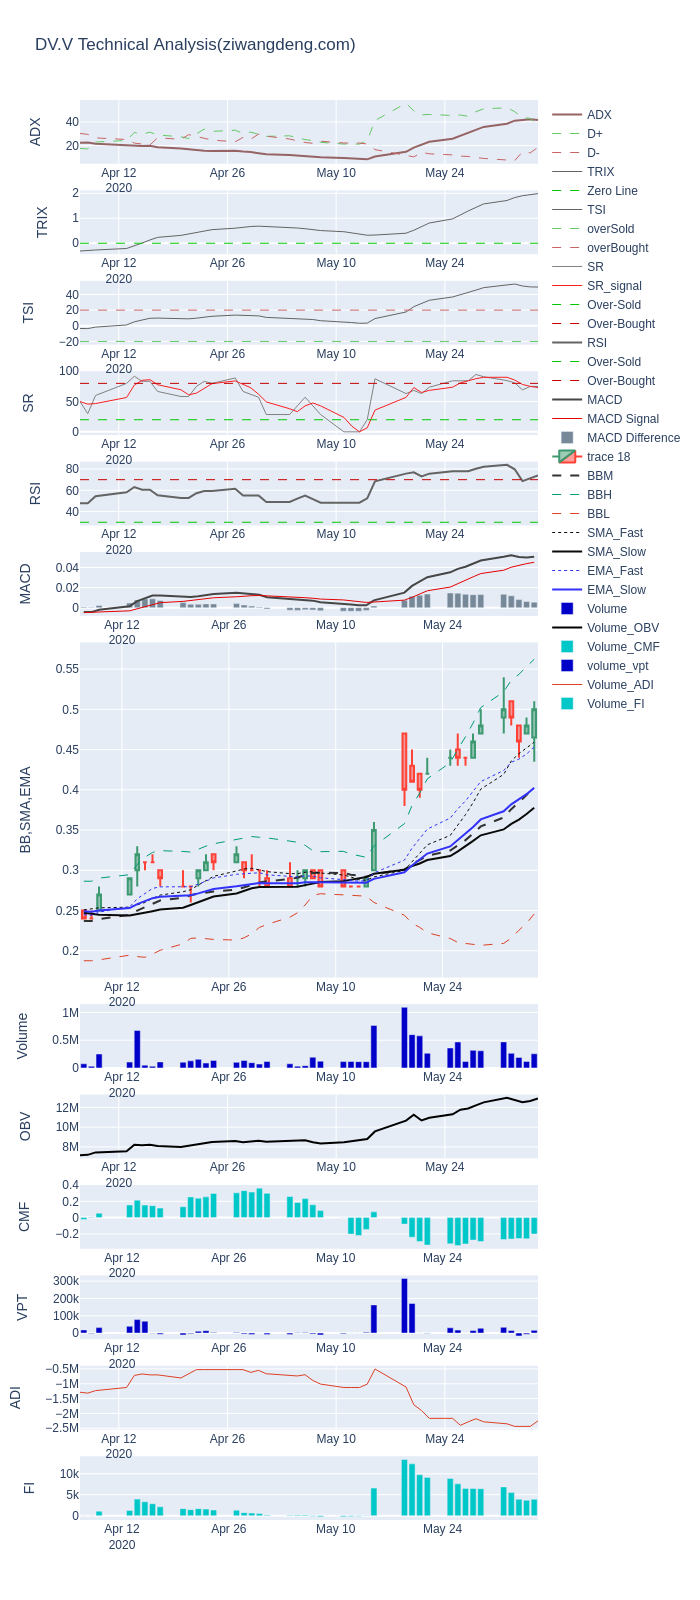 DV.V Technical Analysis(ziwangdeng.com)
ADX
40
20
Apr 12
2020
Apr 26
May 10
May 24
TRIX
2
1
0
Apr 12
2020
Apr 26
May 10
May 24
TSI
40
20
0
−20
Apr 12
2020
Apr 26
May 10
May 24
SR
100
50
0
Apr 12
2020
Apr 26
May 10
May 24
RSI
80
60
40
Apr 12
2020
Apr 26
May 10
May 24
MACD
0.04
0.02
0
Apr 12
2020
Apr 26
May 10
May 24
BB,SMA,EMA
0.55
0.5
0.45
0.4
0.35
0.3
0.25
0.2
Apr 12
2020
Apr 26
May 10
May 24
Volume
1M
0.5M
0
Apr 12
2020
Apr 26
May 10
May 24
OBV
12M
10M
8M
Apr 12
2020
Apr 26
May 10
May 24
CMF
0.4
0.2
0
−0.2
Apr 12
2020
Apr 26
May 10
May 24
VPT
300k
200k
100k
0
Apr 12
2020
Apr 26
May 10
May 24
ADI
−0.5M
−1M
−1.5M
−2M
−2.5M
Apr 12
2020
Apr 26
May 10
May 24
FI
10k
5k
0
Apr 12
2020
Apr 26
May 10
May 24
ADX
D+
D-
TRIX
Zero Line
TSI
overSold
overBought
SR
SR_signal
Over-Sold
Over-Bought
RSI
Over-Sold
Over-Bought
MACD
MACD Signal
MACD Difference
trace 18
BBM
BBH
BBL
SMA_Fast
SMA_Slow
EMA_Fast
EMA_Slow
Volume
Volume_OBV
Volume_CMF
volume_vpt
Volume_ADI
Volume_FI